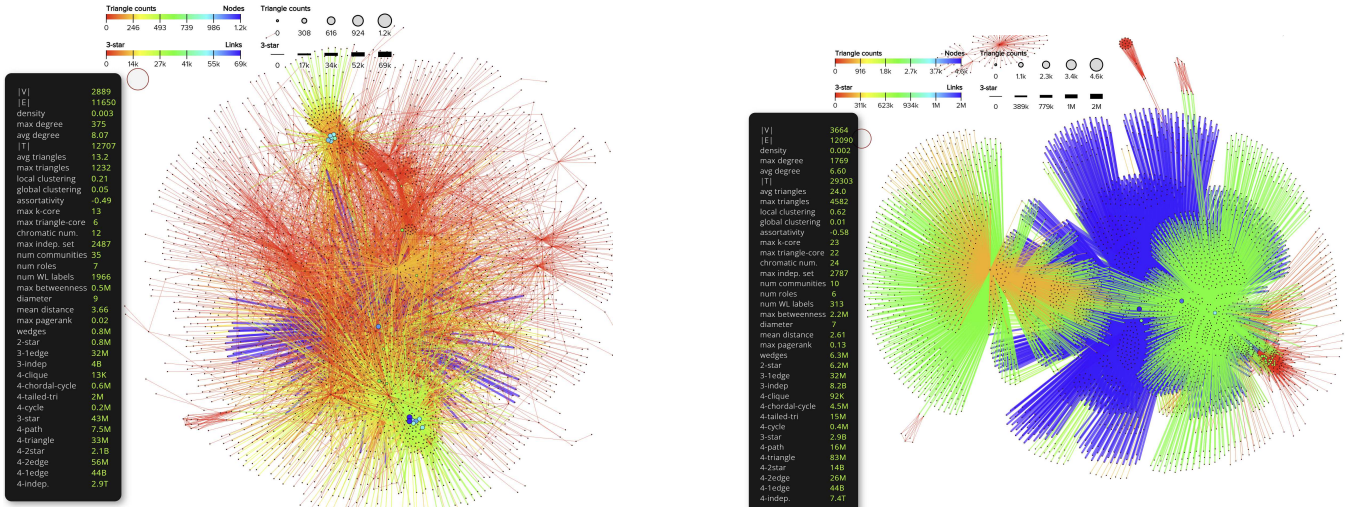 Triangle counts Nodes
0 246 493 739 986 1.2k
3-star Links
0 14k 27k 41k 55k 69k
Triangle counts
0 308 616 924 1.2k
3-star
0 17k 34k 52k 69k
|V| 2889
|E| 11650
density 0.003
max degree 375
avg degree 8.07
|T| 12707
avg triangles 13.2
max triangles 1232
local clustering 0.21
global clustering 0.05
assortativity -0.49
max k-core 13
max triangle-core 6
chromatic num. 12
max indep. set 2487
num communities 35
num roles 7
num WL labels 1966
max betweenness 0.5M
diameter 9
mean distance 3.66
max pagerank 0.02
wedges 0.8M
2-star 0.8M
3-1edge 32M
3-indep 4B
4-clique 13K
4-chordal-cycle 0.6M
4-tailed-tri 2M
4-cycle 0.2M
3-star 43M
4-path 7.5M
4-triangle 33M
4-2star 2.1B
4-2edge 56M
4-1edge 44B
4-indep. 2.9T
Triangle counts Nodes
0 916 1.8k 2.7k 3.7k 4.6k
3-star Links
0 311k 623k 934k 1M 2M
Triangle counts
0 1.1k 2.3k 3.4k 4.6k
3-star
0 389k 779k 1M 2M
|V| 3664
|E| 12090
density 0.002
max degree 1769
avg degree 6.60
|T| 29303
avg triangles 24.0
max triangles 4582
local clustering 0.62
global clustering 0.01
assortativity -0.58
max k-core 23
max triangle-core 22
chromatic num. 24
max indep. set 2787
num communities 10
num roles 6
num WL labels 313
max betweenness 2.2M
diameter 7
mean distance 2.61
max pagerank 0.13
wedges 6.3M
2-star 6.2M
3-1edge 32M
3-indep 8.2B
4-clique 92K
4-chordal-cycle 4.5M
4-tailed-tri 15M
4-cycle 0.4M
3-star 2.9B
4-path 16M
4-triangle 83M
4-2star 14B
4-2edge 26M
4-1edge 44B
4-indep. 7.4T